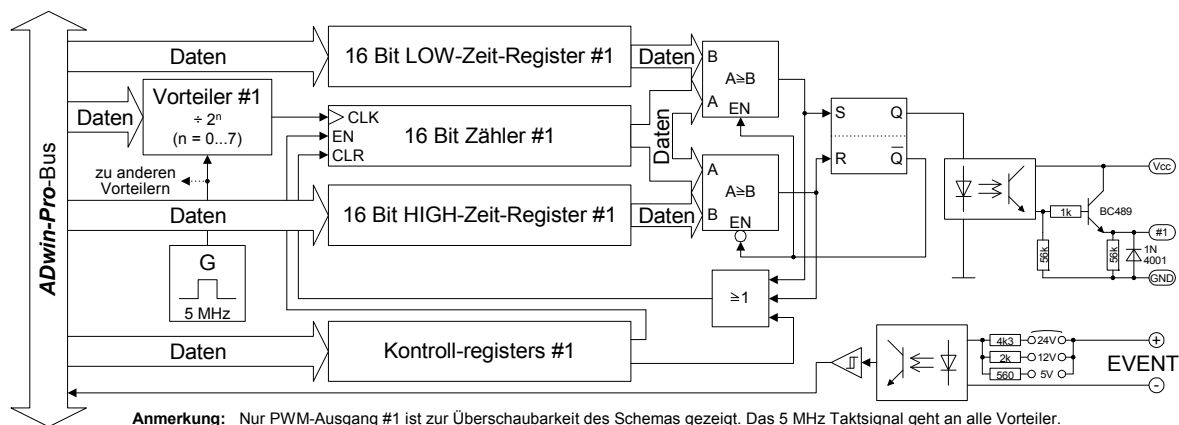 ADwin-Pro-Bus
Daten
16 Bit LOW-Zeit-Register #1
Daten
B
A≥B
A
EN
Daten
Vorteiler #1
÷ 2ⁿ
(n = 0...7)
CLK
EN
CLR
16 Bit Zähler #1
Daten
S
Q
R
Q̅
zu anderen
Vorteilern
A
A≥B
B
EN
Daten
16 Bit HIGH-Zeit-Register #1
Daten
Vcc
1k
BC489
#1
56k
56k
1N
4001
GND
G
5 MHz
≥1
Daten
Kontroll-registers #1
4k3
24V
2k
12V
560
5V
+
EVENT
-
Anmerkung: Nur PWM-Ausgang #1 ist zur Überschaubarkeit des Schemas gezeigt. Das 5 MHz Taktsignal geht an alle Vorteiler.